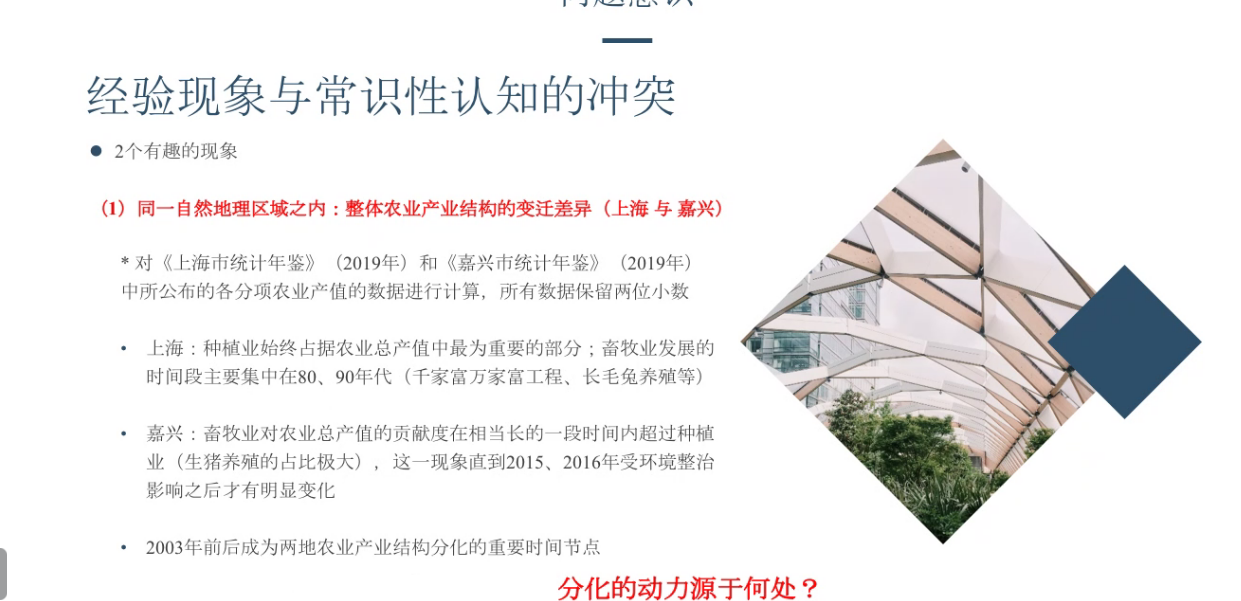 经验现象与常识性认知的冲突
● 2个有趣的现象
（1）同一自然地理区域之内：整体农业产业结构的变迁差异（上海 与 嘉兴）
* 对《上海市统计年鉴》（2019年）和《嘉兴市统计年鉴》（2019年）
中所公布的各分项农业产值的数据进行计算，所有数据保留两位小数
• 上海：种植业始终占据农业总产值中最为重要的部分；畜牧业发展的
时间段主要集中在80、90年代（千家富万家富工程、长毛兔养殖等）
• 嘉兴：畜牧业对农业总产值的贡献度在相当长的一段时间内超过种植
业（生猪养殖的占比极大），这一现象直到2015、2016年受环境整治
影响之后才有明显变化
• 2003年前后成为两地农业产业结构分化的重要时间节点
分化的动力源于何处？